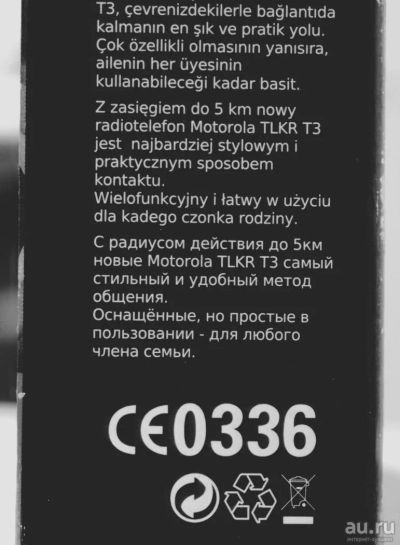 T3, çevrenizdekilerle bağlantıda
kalmanın en şık ve pratik yolu.
Çok özellikli olmasının yanısıra,
ailenin her üyesinin
kullanabileceği kadar basit.
Z zasięgiem do 5 km nowy
radiotelefon Motorola TLKR T3
jest najbardziej stylowym i
praktycznym sposobem
kontaktu.
Wielofunkcyjny i łatwy w użyciu
dla kadego czonka rodziny.
С радиусом действия до 5км
новые Motorola TLKR T3 самый
стильный и удобный метод
общения.
Оснащённые, но простые в
пользовании - для любого
члена семьи.
CE0336
au.ru
интернет-аукцион